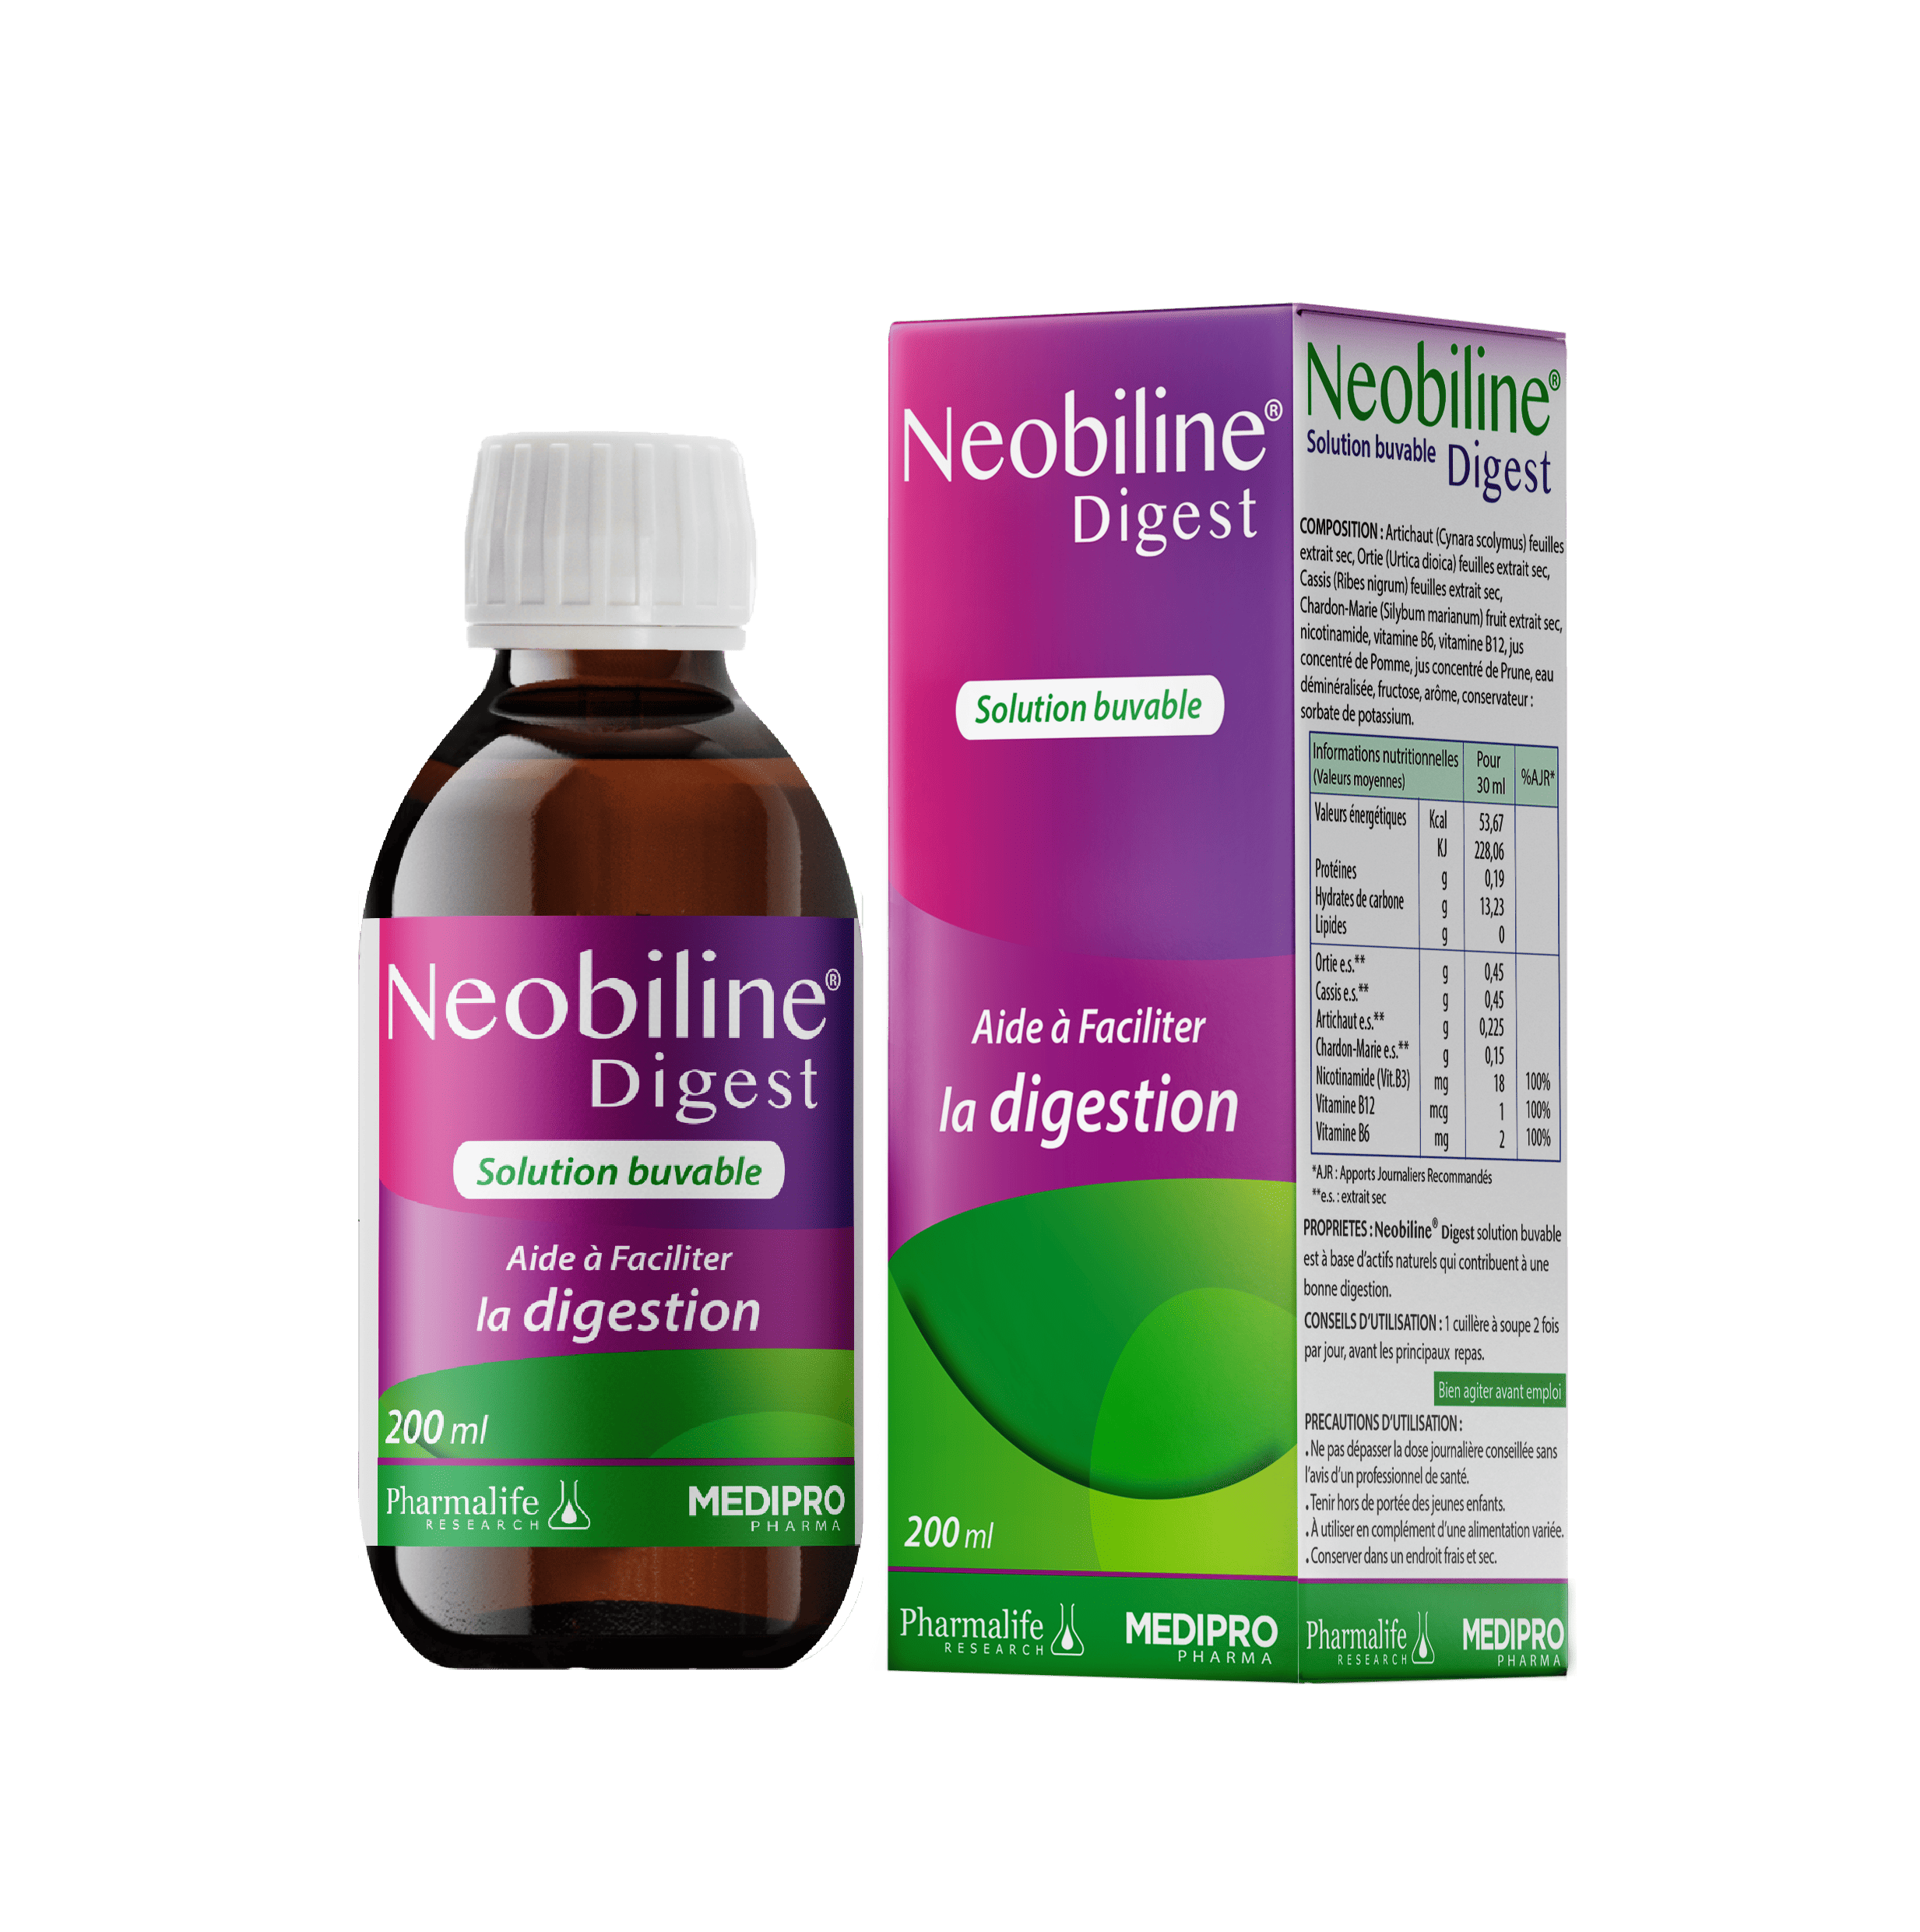 Neobiline®
Digest
Solution buvable
Aide à Faciliter
la digestion
200 ml
Pharmalife
RESEARCH
MEDIPRO
PHARMA
Neobiline®
Digest
Solution buvable
Aide à Faciliter
la digestion
200 ml
Pharmalife
RESEARCH
MEDIPRO
PHARMA
Neobiline®
Solution buvable Digest
COMPOSITION : Artichaut (Cynara scolymus) feuilles
extrait sec, Ortie (Urtica dioica) feuilles extrait sec,
Cassis (Ribes nigrum) feuilles extrait sec,
Chardon-Marie (Silybum marianum) fruit extrait sec,
nicotinamide, vitamine B6, vitamine B12, jus
concentré de Pomme, jus concentré de Prune, eau
déminéralisée, fructose, arôme, conservateur :
sorbate de potassium.
Informations nutritionnelles (Valeurs moyennes) Pour 30 ml %AJR*
Valeurs énergétiques Kcal 53,67
KJ 228,06
Protéines g 0,19
Hydrates de carbone g 13,23
Lipides g 0
Ortie e.s.** g 0,45
Cassis e.s.** g 0,45
Artichaut e.s.** g 0,225
Chardon-Marie e.s.** g 0,15
Nicotinamide (Vit.B3) mg 18 100%
Vitamine B12 mcg 1 100%
Vitamine B6 mg 2 100%
*AJR : Apports Journaliers Recommandés
**e.s. : extrait sec
PROPRIETES : Neobiline® Digest solution buvable
est à base d'actifs naturels qui contribuent à une
bonne digestion.
CONSEILS D'UTILISATION : 1 cuillère à soupe 2 fois
par jour, avant les principaux repas.
Bien agiter avant emploi
PRECAUTIONS D'UTILISATION :
. Ne pas dépasser la dose journalière conseillée sans
l'avis d'un professionnel de santé.
. Tenir hors de portée des jeunes enfants.
. À utiliser en complément d'une alimentation variée.
. Conserver dans un endroit frais et sec.
Pharmalife
RESEARCH
MEDIPRO
PHARMA